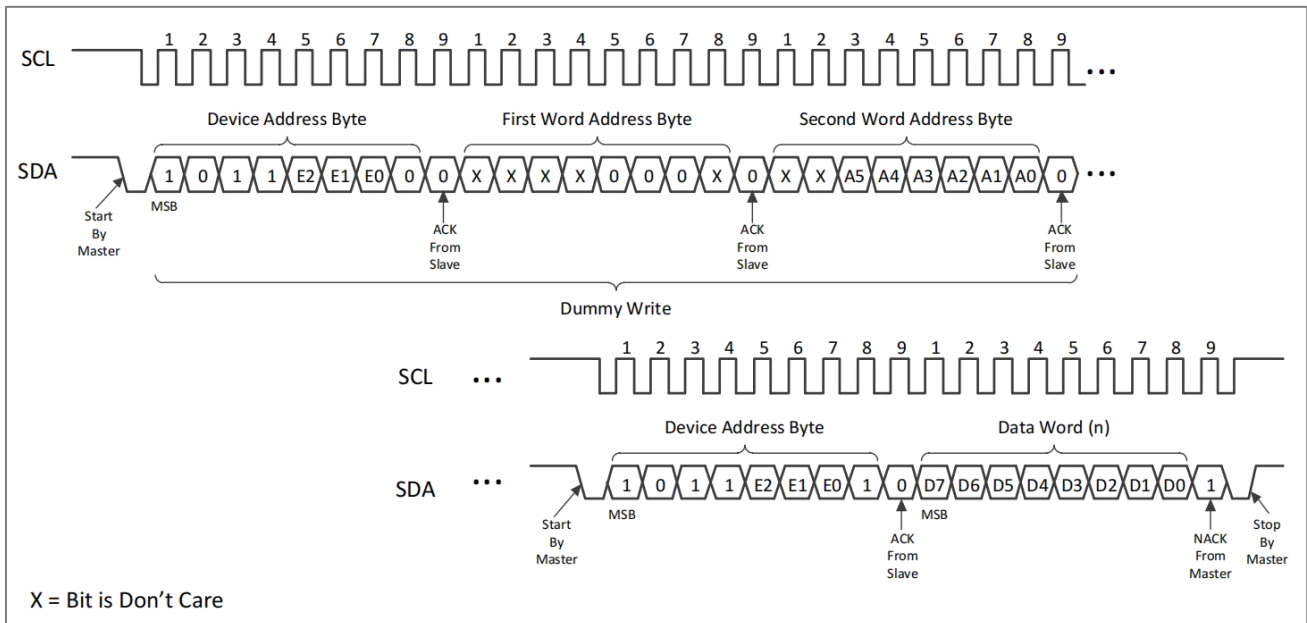 1 2 3 4 5 6 7 8 9 1 2 3 4 5 6 7 8 9 1 2 3 4 5 6 7 8 9
SCL
•••
Device Address Byte First Word Address Byte Second Word Address Byte
SDA
1 0 1 1 E2 E1 E0 0 0 X X X X 0 0 0 X 0 X X A5 A4 A3 A2 A1 A0 0
•••
MSB
Start
By
Master
ACK
From
Slave
ACK
From
Slave
ACK
From
Slave
Dummy Write
1 2 3 4 5 6 7 8 9 1 2 3 4 5 6 7 8 9
SCL •••
Device Address Byte Data Word (n)
SDA •••
1 0 1 1 E2 E1 E0 1 0 D7 D6 D5 D4 D3 D2 D1 D0 1
MSB MSB
Start
By
Master
ACK
From
Slave
NACK
From
Master
Stop
By
Master
X = Bit is Don’t Care